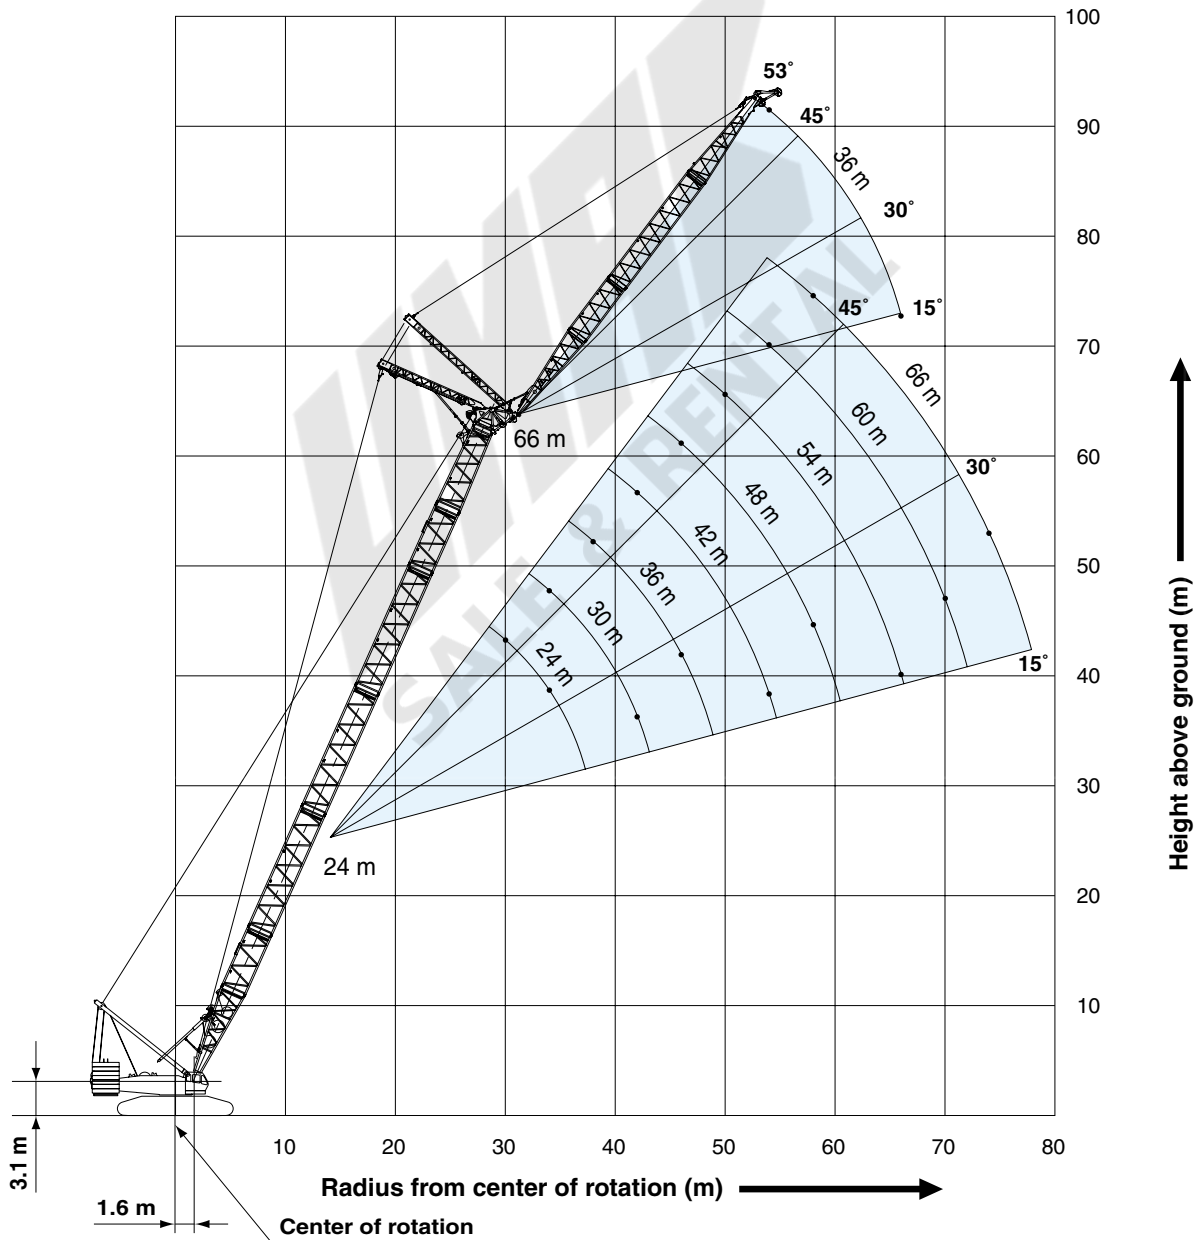 100
53°
45°
90
36 m
30°
80
45°
15°
70
66 m
60 m
66 m
54 m
60
30°
48 m
42 m
50
36 m
30 m
24 m
40
15°
30
24 m
20
10
Height above ground (m)
3.1 m
10 20 30 40 50 60 70 80
Radius from center of rotation (m)
1.6 m
Center of rotation
SALE & RENTAL